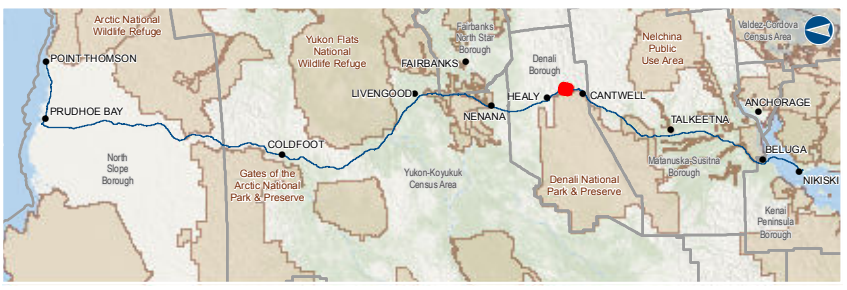 Arctic National
Wildlife Refuge
POINT THOMSON
PRUDHOE BAY
North
Slope
Borough
COLDFOOT
Gates of the
Arctic National
Park & Preserve
Yukon Flats
National
Wildlife Refuge
LIVENGOOD
FAIRBANKS
Fairbanks
North Star
Borough
NENANA
Yukon-Koyukuk
Census Area
Denali
Borough
HEALY
CANTWELL
Denali National
Park & Preserve
Nelchina
Public
Use Area
TALKEETNA
Matanuska-Susitna
Borough
Valdez-Cordova
Census Area
ANCHORAGE
BELUGA
NIKISKI
Kenai
Peninsula
Borough